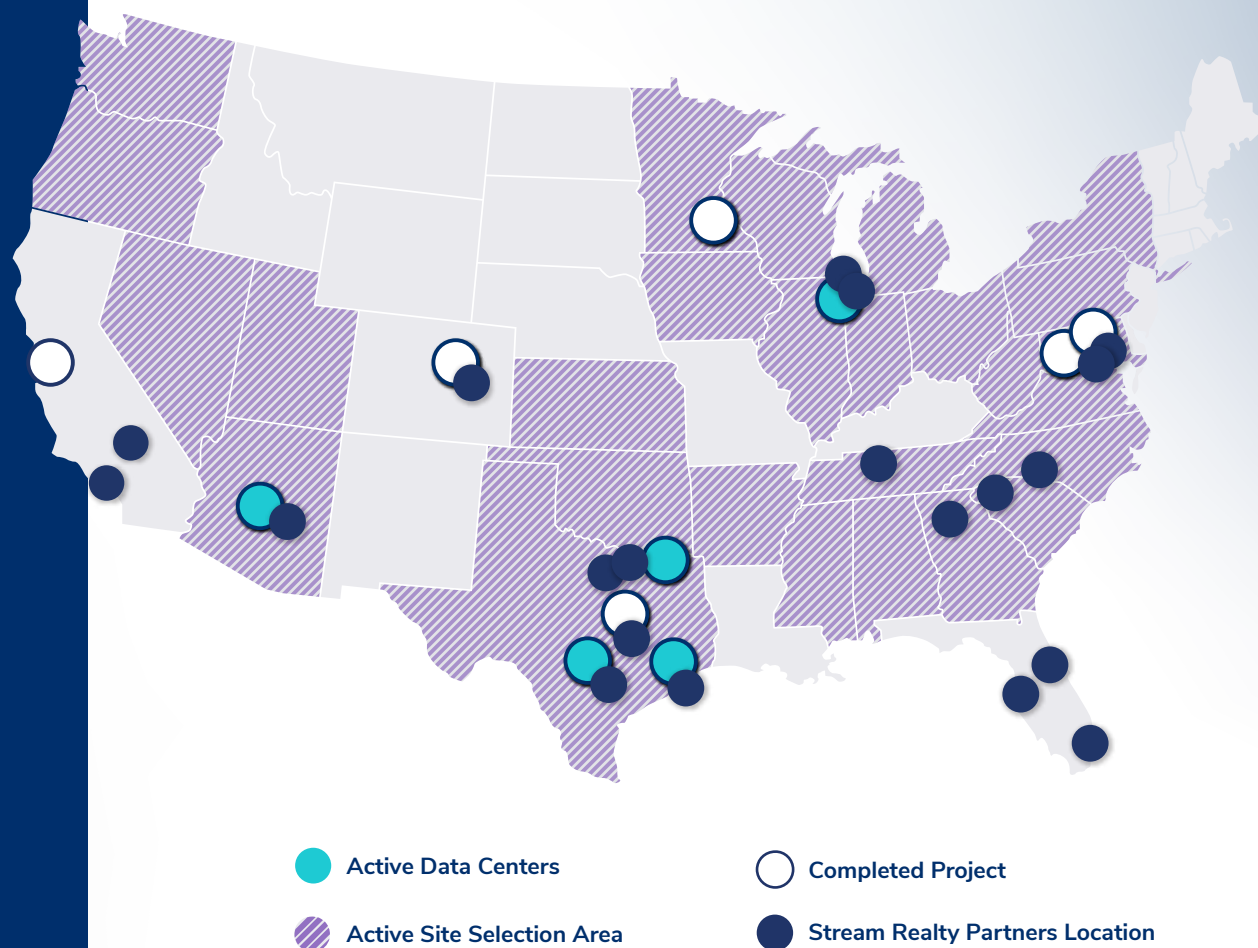 Active Data Centers
Completed Project
Active Site Selection Area
Stream Realty Partners Location